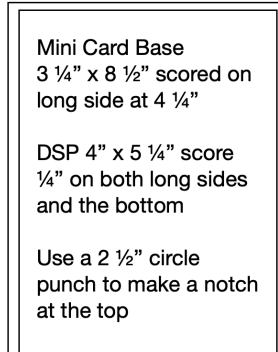 Mini Card Base
3 ¼” x 8 ½” scored on
long side at 4 ¼”
DSP 4” x 5 ¼” score
¼” on both long sides
and the bottom
Use a 2 ½” circle
punch to make a notch
at the top